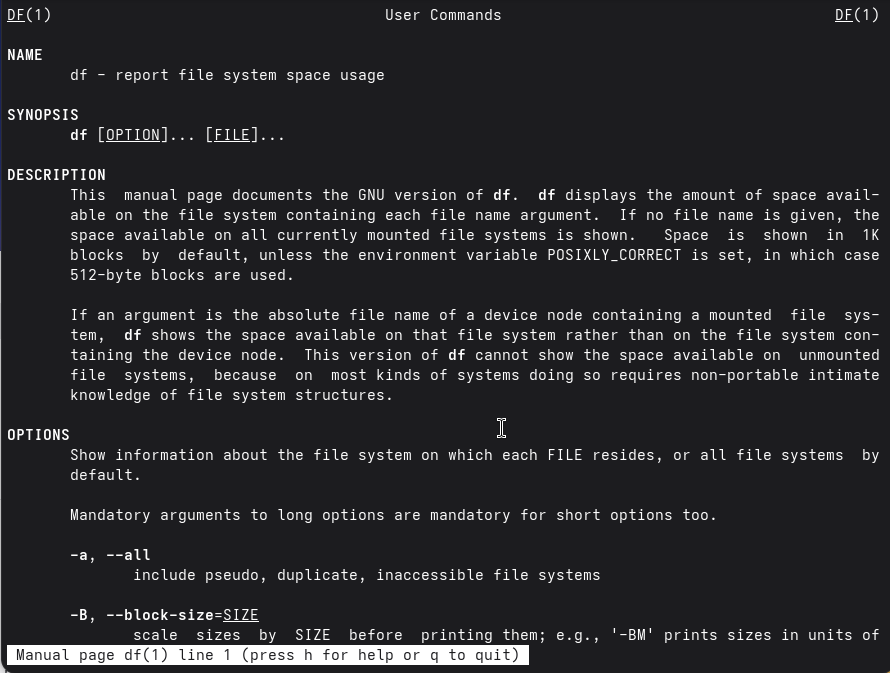 DF(1) User Commands DF(1)
NAME
df - report file system space usage
SYNOPSIS
df [OPTION]... [FILE]...
DESCRIPTION
This manual page documents the GNU version of df. df displays the amount of space avail-
able on the file system containing each file name argument. If no file name is given, the
space available on all currently mounted file systems is shown. Space is shown in 1K
blocks by default, unless the environment variable POSIXLY_CORRECT is set, in which case
512-byte blocks are used.
If an argument is the absolute file name of a device node containing a mounted file sys-
tem, df shows the space available on that file system rather than on the file system con-
taining the device node. This version of df cannot show the space available on unmounted
file systems, because on most kinds of systems doing so requires non-portable intimate
knowledge of file system structures.
OPTIONS
Show information about the file system on which each FILE resides, or all file systems by
default.
Mandatory arguments to long options are mandatory for short options too.
-a, --all
include pseudo, duplicate, inaccessible file systems
-B, --block-size=SIZE
scale sizes by SIZE before printing them; e.g., '-BM' prints sizes in units of
Manual page df(1) line 1 (press h for help or q to quit)